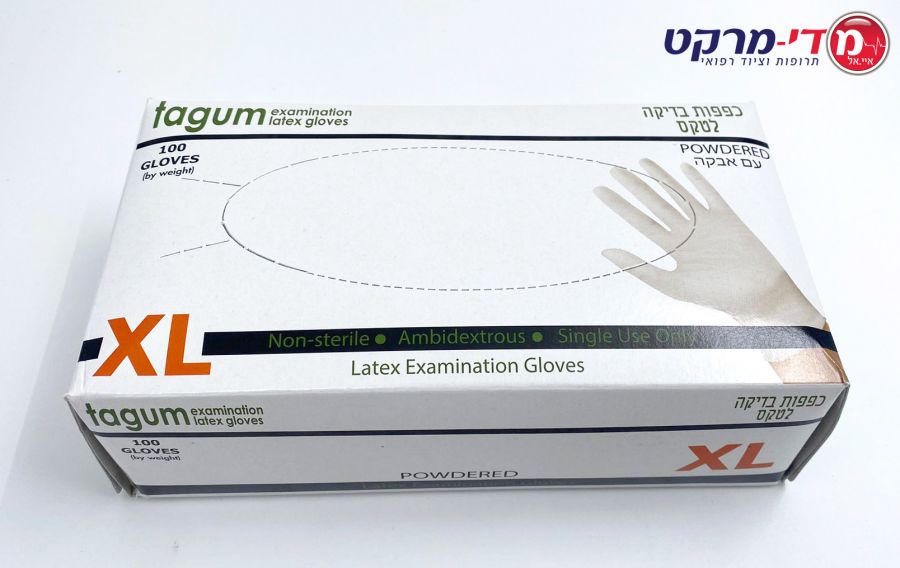 מדי-מרקט
איי.אל
תרופות וציוד רפואי
tagum examination
latex gloves
כפפות בדיקה
לטקס
100
GLOVES
(by weight)
POWDERED
עם אבקה
XL
Non-sterile ● Ambidextrous ● Single Use Only
Latex Examination Gloves
tagum examination
latex gloves
כפפות בדיקה
לטקס
100
GLOVES
(by weight)
XL
POWDERED